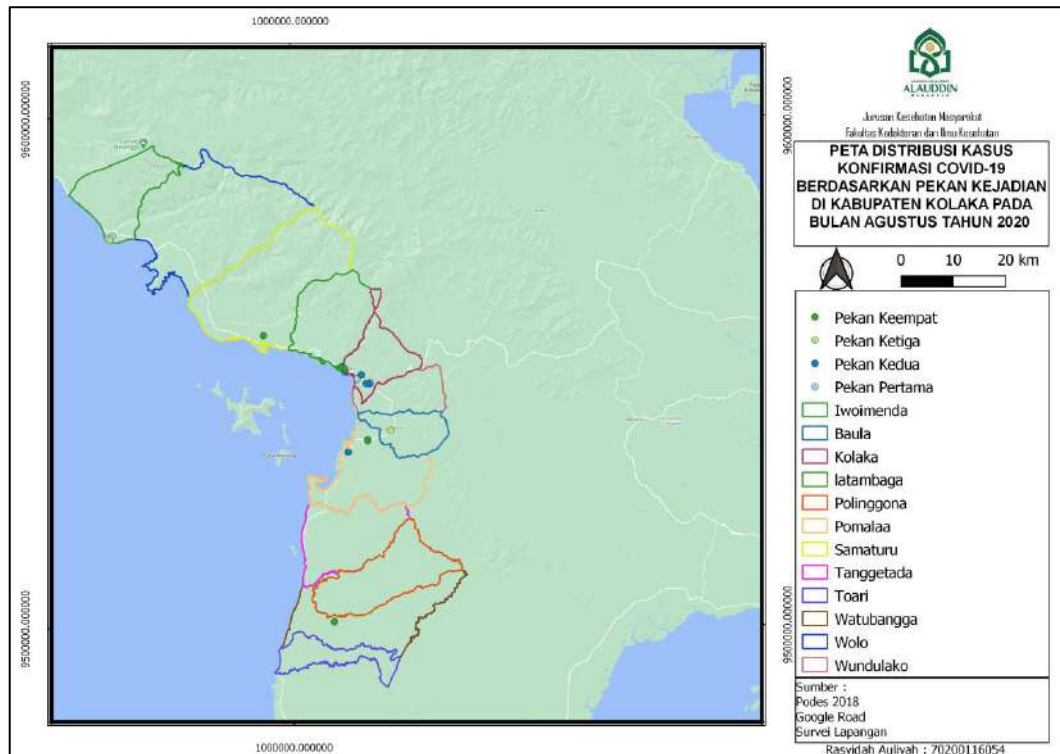 1000000.000000
9600000.000000
9600000.000000
9500000.000000
9500000.000000
1000000.000000
ALAUDDIN
Jurusan Kesehatan Masyarakat
Fakultas Kedokteran dan Ilmu Kesehatan
PETA DISTRIBUSI KASUS
KONFIRMASI COVID-19
BERDASARKAN PEKAN KEJADIAN
DI KABUPATEN KOLAKA PADA
BULAN AGUSTUS TAHUN 2020
0 10 20 km
Pekan Keempat
Pekan Ketiga
Pekan Kedua
Pekan Pertama
Iwoimenda
Baula
Kolaka
latambaga
Polinggona
Pomalaa
Samaturu
Tanggetada
Toari
Watubangga
Wolo
Wundulako
Sumber :
Podes 2018
Google Road
Survei Lapangan
Rasyidah Auliyah : 70200116054